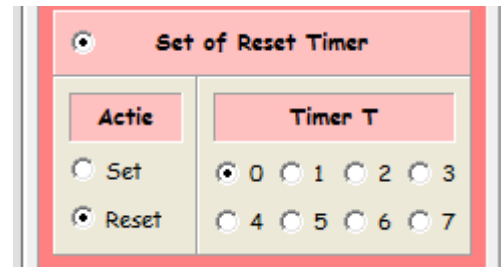 Set of Reset Timer
Actie
Timer T
Set
0 1 2 3
Reset
4 5 6 7